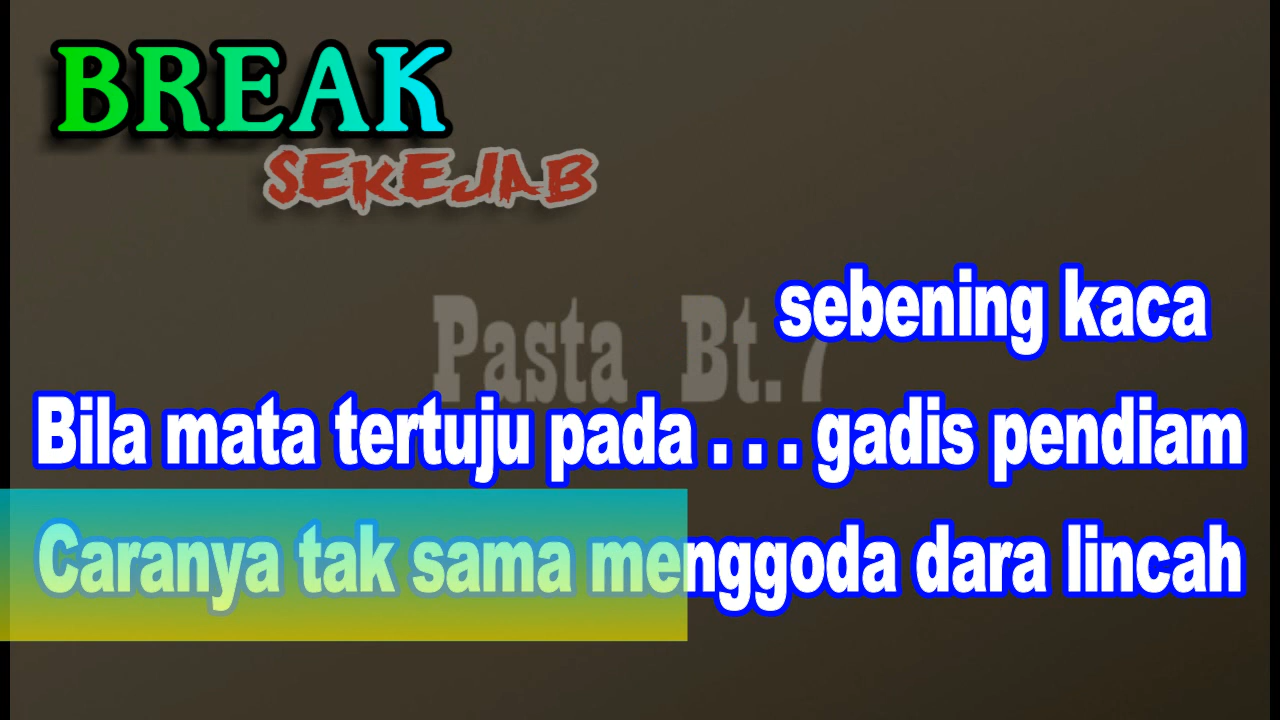 BREAK
SEKEJAB
sebening kaca
Pasta Bt.7
Bila mata tertuju pada . . . gadis pendiam
Caranya tak sama menggoda dara lincah